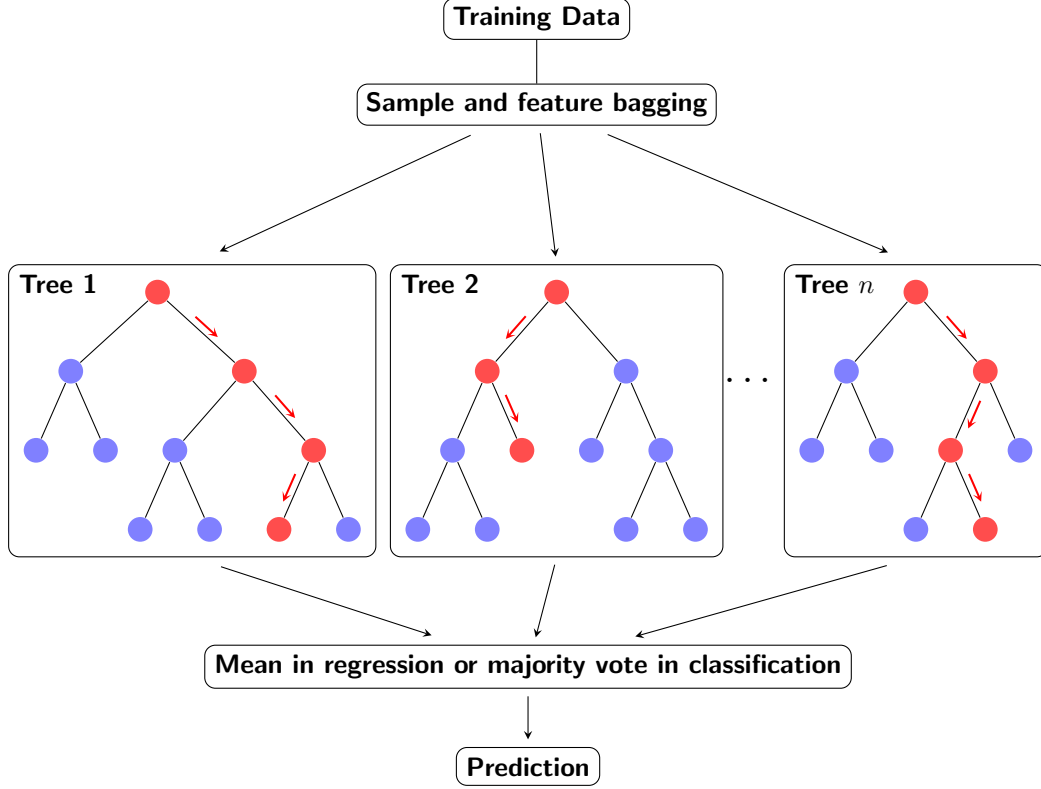 Training Data
Sample and feature bagging
Tree 1
Tree 2
Tree n
. . .
Mean in regression or majority vote in classification
Prediction